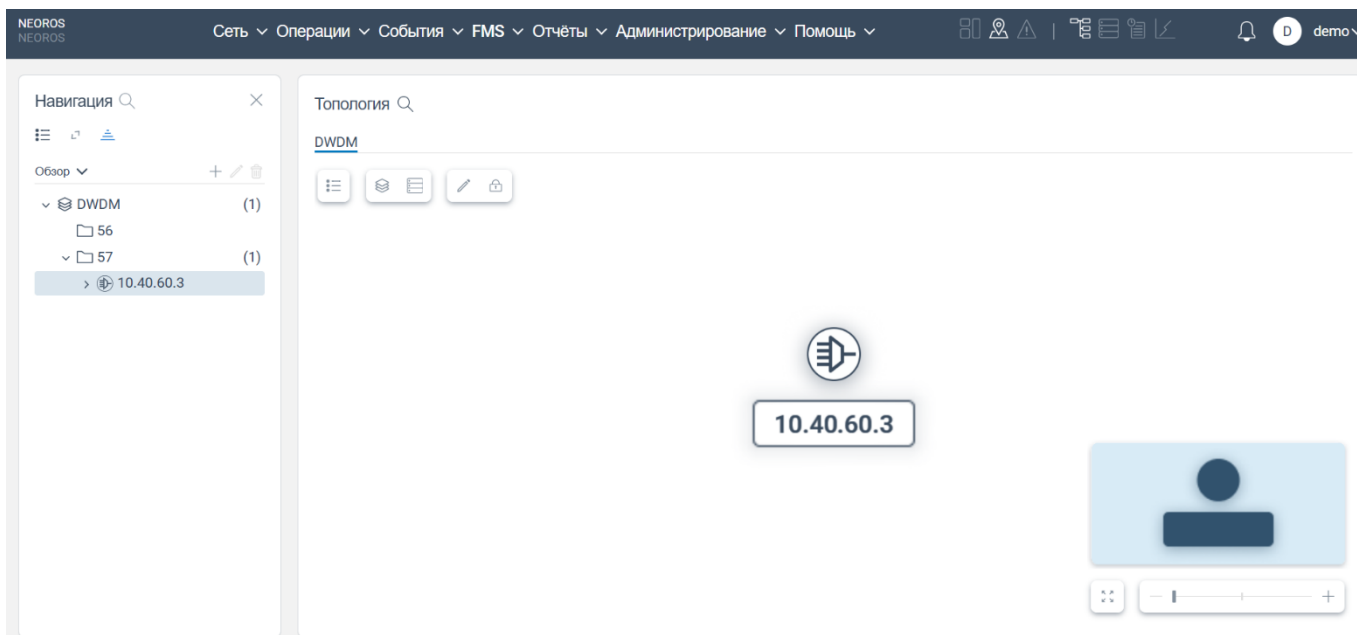 NEOROS
NEOROS
Сеть Операции События FMS Отчёты Администрирование Помощь
D demo
Навигация
Обзор
DWDM (1)
56
57 (1)
10.40.60.3
Топология
DWDM
10.40.60.3